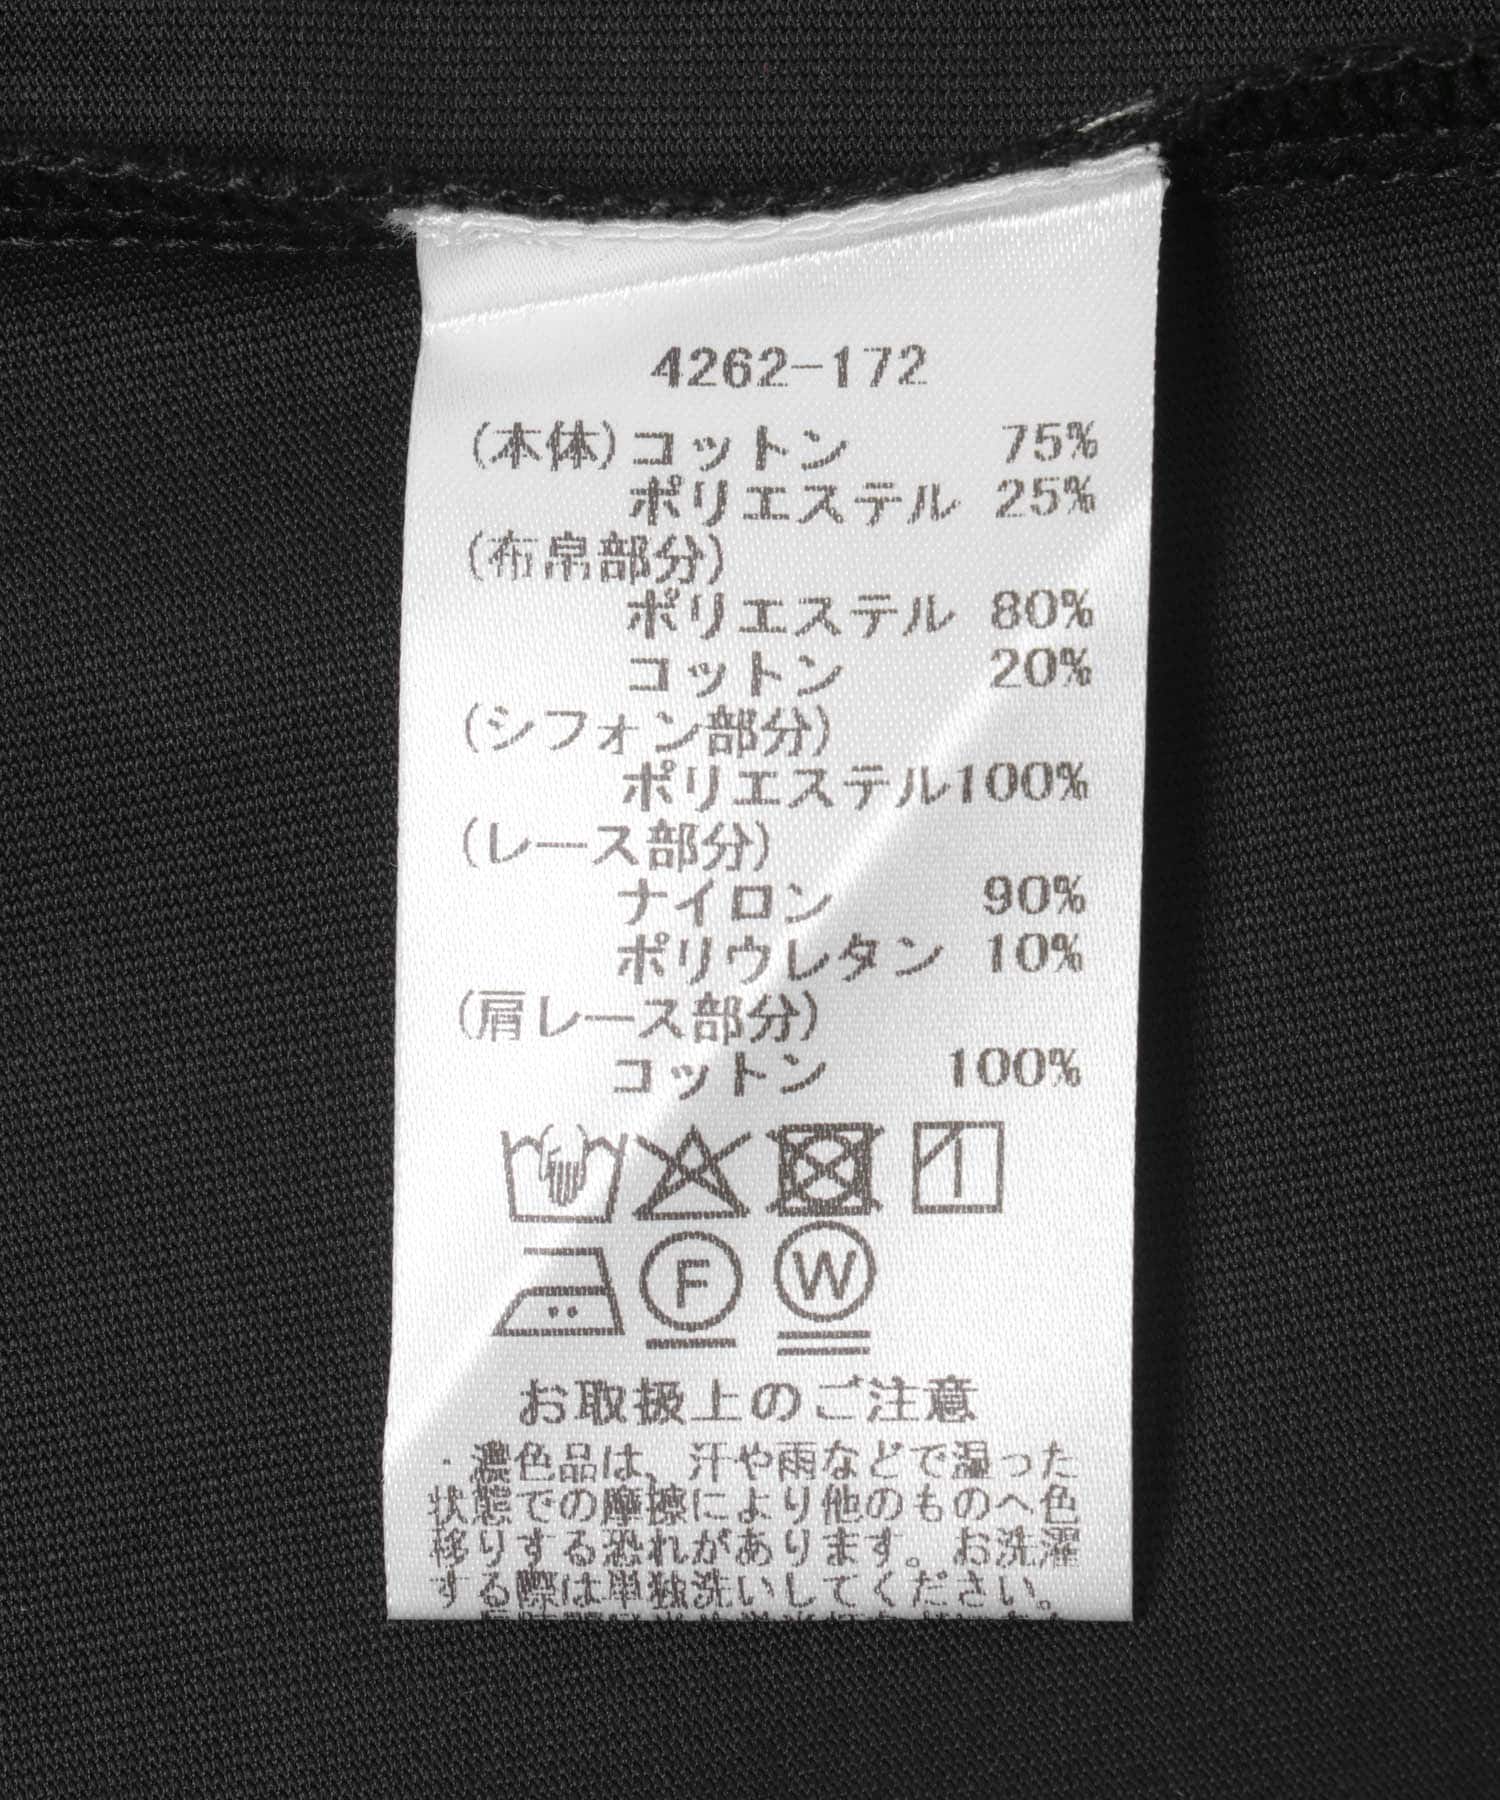 4262-172
(本体)コットン 75%
ポリエステル 25%
(布帛部分)
ポリエステル 80%
コットン 20%
(シフォン部分)
ポリエステル100%
(レース部分)
ナイロン 90%
ポリウレタン 10%
(肩レース部分)
コットン 100%
F W
お取扱上のご注意
・濃色品は、汗や雨などで湿った
状態での摩擦により他のものへ色
移りする恐れがあります。お洗濯
する際は単独洗いしてください。